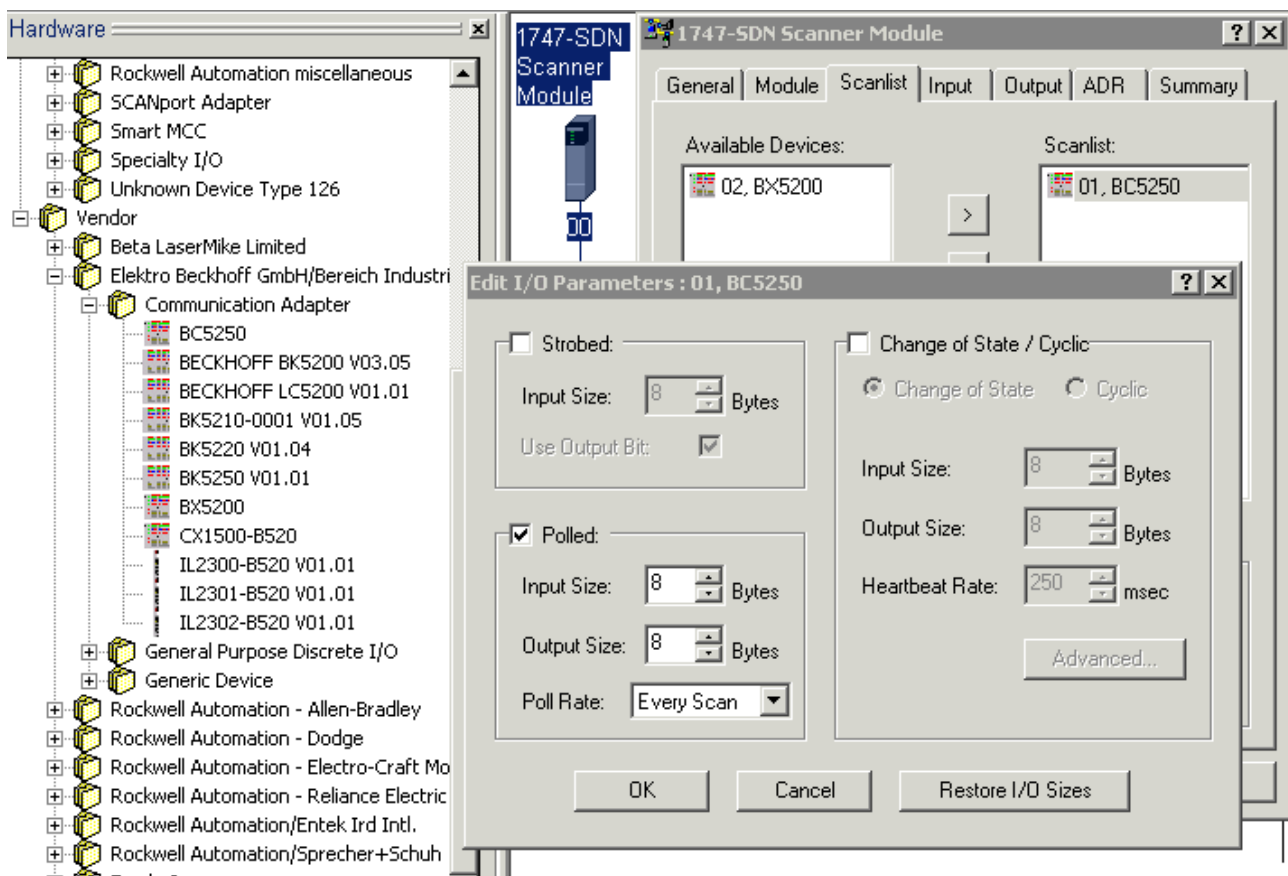 Hardware
Rockwell Automation miscellaneous
SCANport Adapter
Smart MCC
Specialty I/O
Unknown Device Type 126
Vendor
Beta LaserMike Limited
Elektro Beckhoff GmbH/Bereich Industri
Communication Adapter
BC5250
BECKHOFF BK5200 V03.05
BECKHOFF LC5200 V01.01
BK5210-0001 V01.05
BK5220 V01.04
BK5250 V01.01
BX5200
CX1500-B520
IL2300-B520 V01.01
IL2301-B520 V01.01
IL2302-B520 V01.01
General Purpose Discrete I/O
Generic Device
Rockwell Automation - Allen-Bradley
Rockwell Automation - Dodge
Rockwell Automation - Electro-Craft Mo
Rockwell Automation - Reliance Electric
Rockwell Automation/Entek Ird Intl.
Rockwell Automation/Sprecher+Schuh
1747-SDN
Scanner
Module
00
1747-SDN Scanner Module
General Module Scanlist Input Output ADR Summary
Available Devices: Scanlist:
02, BX5200 > 01, BC5250
Edit I/O Parameters : 01, BC5250
Strobed:
Input Size: 8 Bytes
Use Output Bit:
Polled:
Input Size: 8 Bytes
Output Size: 8 Bytes
Poll Rate: Every Scan
Change of State / Cyclic
Change of State Cyclic
Input Size: 8 Bytes
Output Size: 8 Bytes
Heartbeat Rate: 250 msec
Advanced...
OK Cancel Restore I/O Sizes